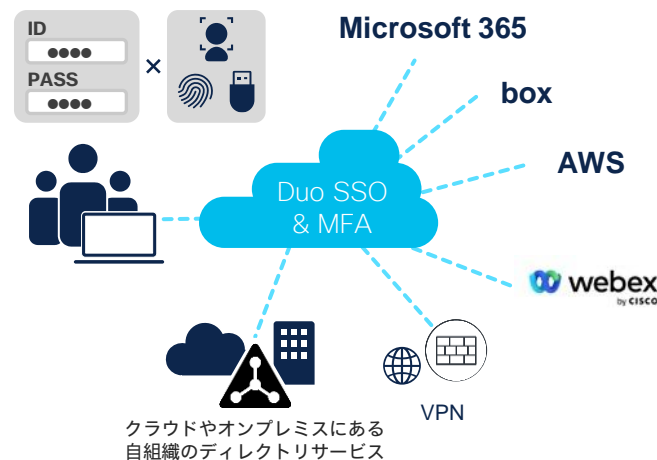 ID
●●●●
PASS
●●●●
×
Microsoft 365
box
AWS
Duo SSO
& MFA
webex
by CISCO
VPN
クラウドやオンプレミスにある
自組織のディレクトリサービス